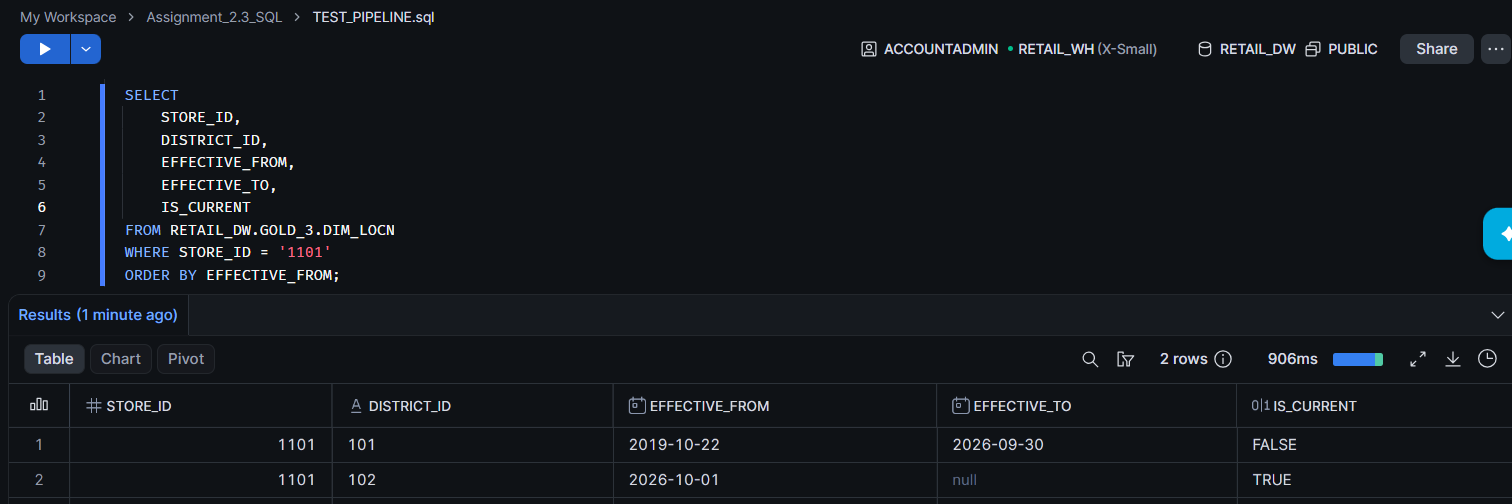 My Workspace > Assignment_2.3_SQL > TEST_PIPELINE.sql
ACCOUNTADMIN • RETAIL_WH (X-Small) RETAIL_DW PUBLIC Share ...
1 SELECT
2 STORE_ID,
3 DISTRICT_ID,
4 EFFECTIVE_FROM,
5 EFFECTIVE_TO,
6 IS_CURRENT
7 FROM RETAIL_DW.GOLD_3.DIM_LOCN
8 WHERE STORE_ID = '1101'
9 ORDER BY EFFECTIVE_FROM;
Results (1 minute ago)
Table Chart Pivot 2 rows 906ms
# STORE_ID A DISTRICT_ID EFFECTIVE_FROM EFFECTIVE_TO 0|1 IS_CURRENT
1 1101 101 2019-10-22 2026-09-30 FALSE
2 1101 102 2026-10-01 null TRUE